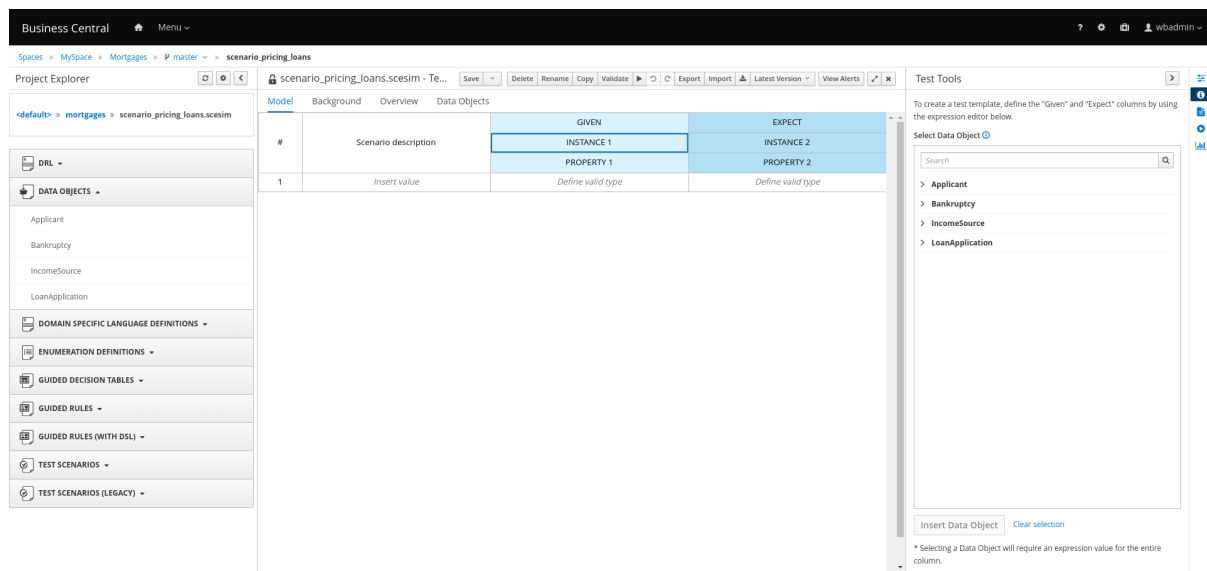 Business Central Menu ? wbadmin
Spaces » MySpace » Mortgages » master » scenario_pricing_loans
Project Explorer
<default> » mortgages » scenario_pricing_loans.scesim
DRL
DATA OBJECTS
Applicant
Bankruptcy
IncomeSource
LoanApplication
DOMAIN SPECIFIC LANGUAGE DEFINITIONS
ENUMERATION DEFINITIONS
GUIDED DECISION TABLES
GUIDED RULES
GUIDED RULES (WITH DSL)
TEST SCENARIOS
TEST SCENARIOS (LEGACY)
scenario_pricing_loans.scesim - Te... Save Delete Rename Copy Validate Export Import Latest Version View Alerts
Model Background Overview Data Objects
# Scenario description GIVEN EXPECT
INSTANCE 1 INSTANCE 2
PROPERTY 1 PROPERTY 2
1 Insert value Define valid type Define valid type
Test Tools
To create a test template, define the "Given" and "Expect" columns by using
the expression editor below.
Select Data Object
Search
Applicant
Bankruptcy
IncomeSource
LoanApplication
Insert Data Object Clear selection
* Selecting a Data Object will require an expression value for the entire
column.